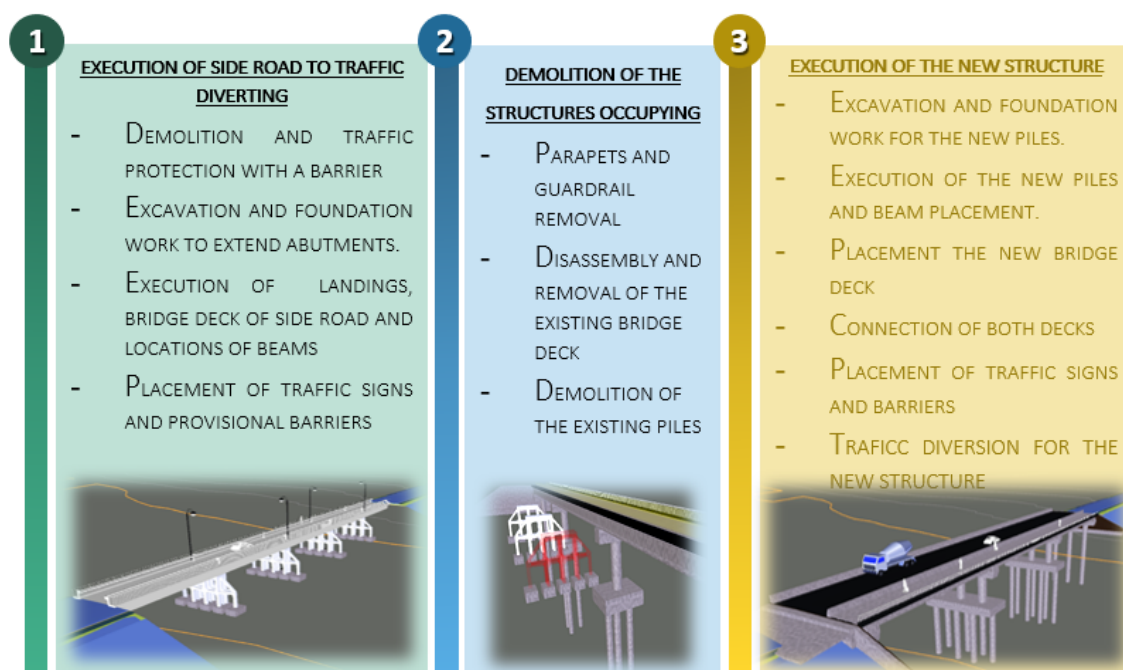 1
EXECUTION OF SIDE ROAD TO TRAFFIC
DIVERTING
- DEMOLITION AND TRAFFIC
PROTECTION WITH A BARRIER
- EXCAVATION AND FOUNDATION
WORK TO EXTEND ABUTMENTS.
- EXECUTION OF LANDINGS,
BRIDGE DECK OF SIDE ROAD AND
LOCATIONS OF BEAMS
- PLACEMENT OF TRAFFIC SIGNS
AND PROVISIONAL BARRIERS
2
DEMOLITION OF THE
STRUCTURES OCCUPYING
- PARAPETS AND
GUARDRAIL
REMOVAL
- DISASSEMBLY AND
REMOVAL OF THE
EXISTING BRIDGE
DECK
- DEMOLITION OF
THE EXISTING PILES
3
EXECUTION OF THE NEW STRUCTURE
- EXCAVATION AND FOUNDATION
WORK FOR THE NEW PILES.
- EXECUTION OF THE NEW PILES
AND BEAM PLACEMENT.
- PLACEMENT THE NEW BRIDGE
DECK
- CONNECTION OF BOTH DECKS
- PLACEMENT OF TRAFFIC SIGNS
AND BARRIERS
- TRAFICC DIVERSION FOR THE
NEW STRUCTURE